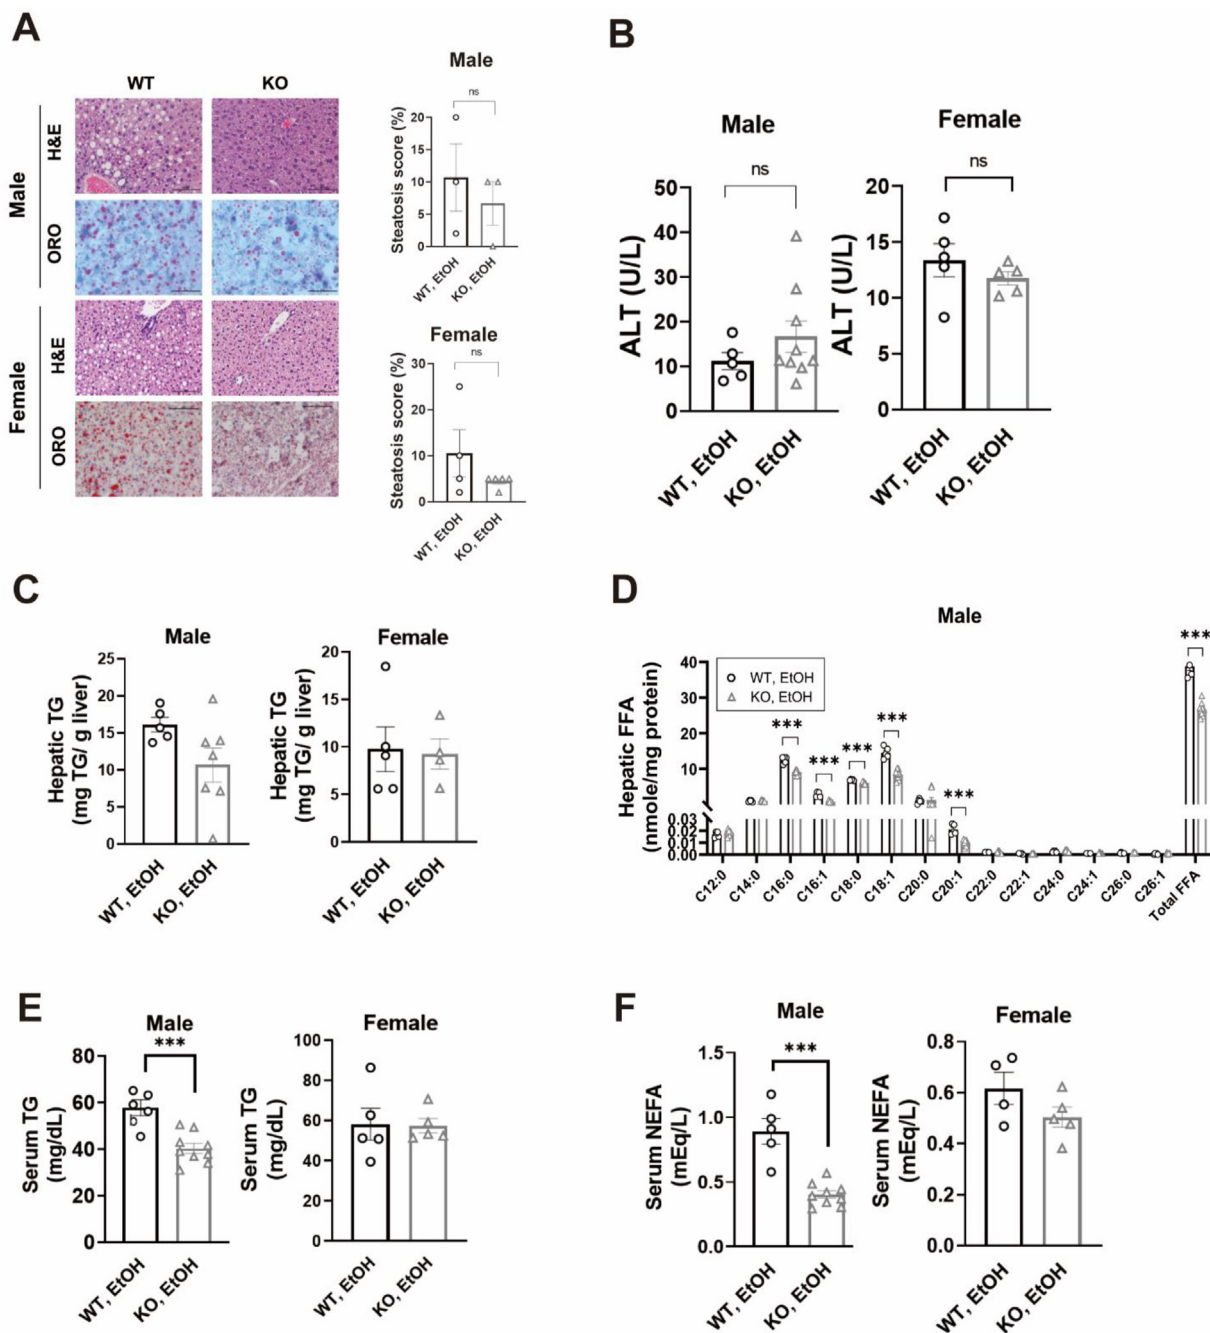 A
WT
KO
Male
H&E
ORO
Female
H&E
ORO
Male
ns
Steatosis score (%)
20
15
10
5
0
WT, EtOH
KO, EtOH
Female
ns
Steatosis score (%)
30
20
10
0
WT, EtOH
KO, EtOH
B
Male
ns
ALT (U/L)
50
40
30
20
10
0
WT, EtOH
KO, EtOH
Female
ns
ALT (U/L)
20
15
10
5
0
WT, EtOH
KO, EtOH
C
Male
Hepatic TG
(mg TG/ g liver)
25
20
15
10
5
0
WT, EtOH
KO, EtOH
Female
Hepatic TG
(mg TG/ g liver)
20
15
10
5
0
WT, EtOH
KO, EtOH
D
Male
Hepatic FFA
(nmole/mg protein)
40
30
20
10
0.03
0.02
0.01
0.00
WT, EtOH
KO, EtOH
***
***
***
***
***
***
C12:0
C14:0
C16:0
C16:1
C18:0
C18:1
C20:0
C20:1
C22:0
C22:1
C24:0
C24:1
C26:0
C26:1
Total FFA
E
Male
***
Serum TG
(mg/dL)
80
60
40
20
0
WT, EtOH
KO, EtOH
Female
Serum TG
(mg/dL)
100
80
60
40
20
0
WT, EtOH
KO, EtOH
F
Male
***
Serum NEFA
(mEq/L)
1.5
1.0
0.5
0.0
WT, EtOH
KO, EtOH
Female
Serum NEFA
(mEq/L)
0.8
0.6
0.4
0.2
0.0
WT, EtOH
KO, EtOH